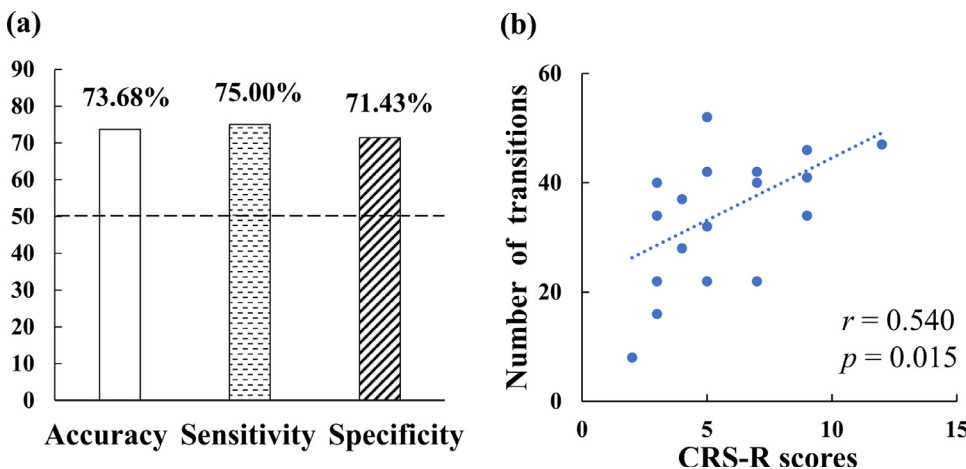 (a)
90
80
70
60
50
40
30
20
10
0
73.68%
75.00%
71.43%
Accuracy Sensitivity Specificity
(b)
Number of transitions
60
40
20
0
r = 0.540
p = 0.015
0 5 10 15
CRS-R scores